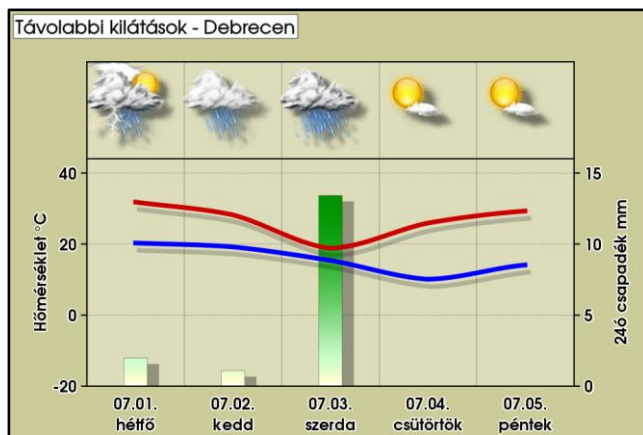 Távolabbi kilátások - Debrecen
40
20
0
-20
Hőmérséklet °C
15
10
5
0
24ó csapadék mm
07.01. 07.02. 07.03. 07.04. 07.05.
hétfő kedd szerda csütörtök péntek